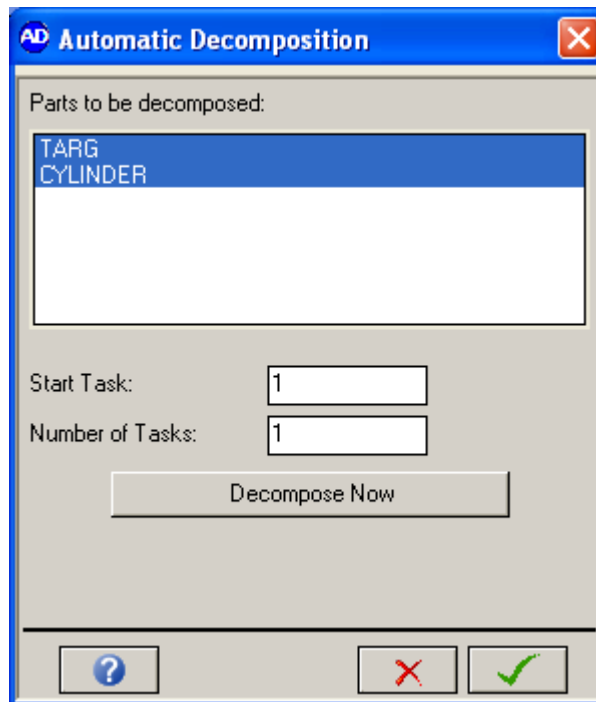 AD Automatic Decomposition
Parts to be decomposed:
TARG
CYLINDER
Start Task: 1
Number of Tasks: 1
Decompose Now
?